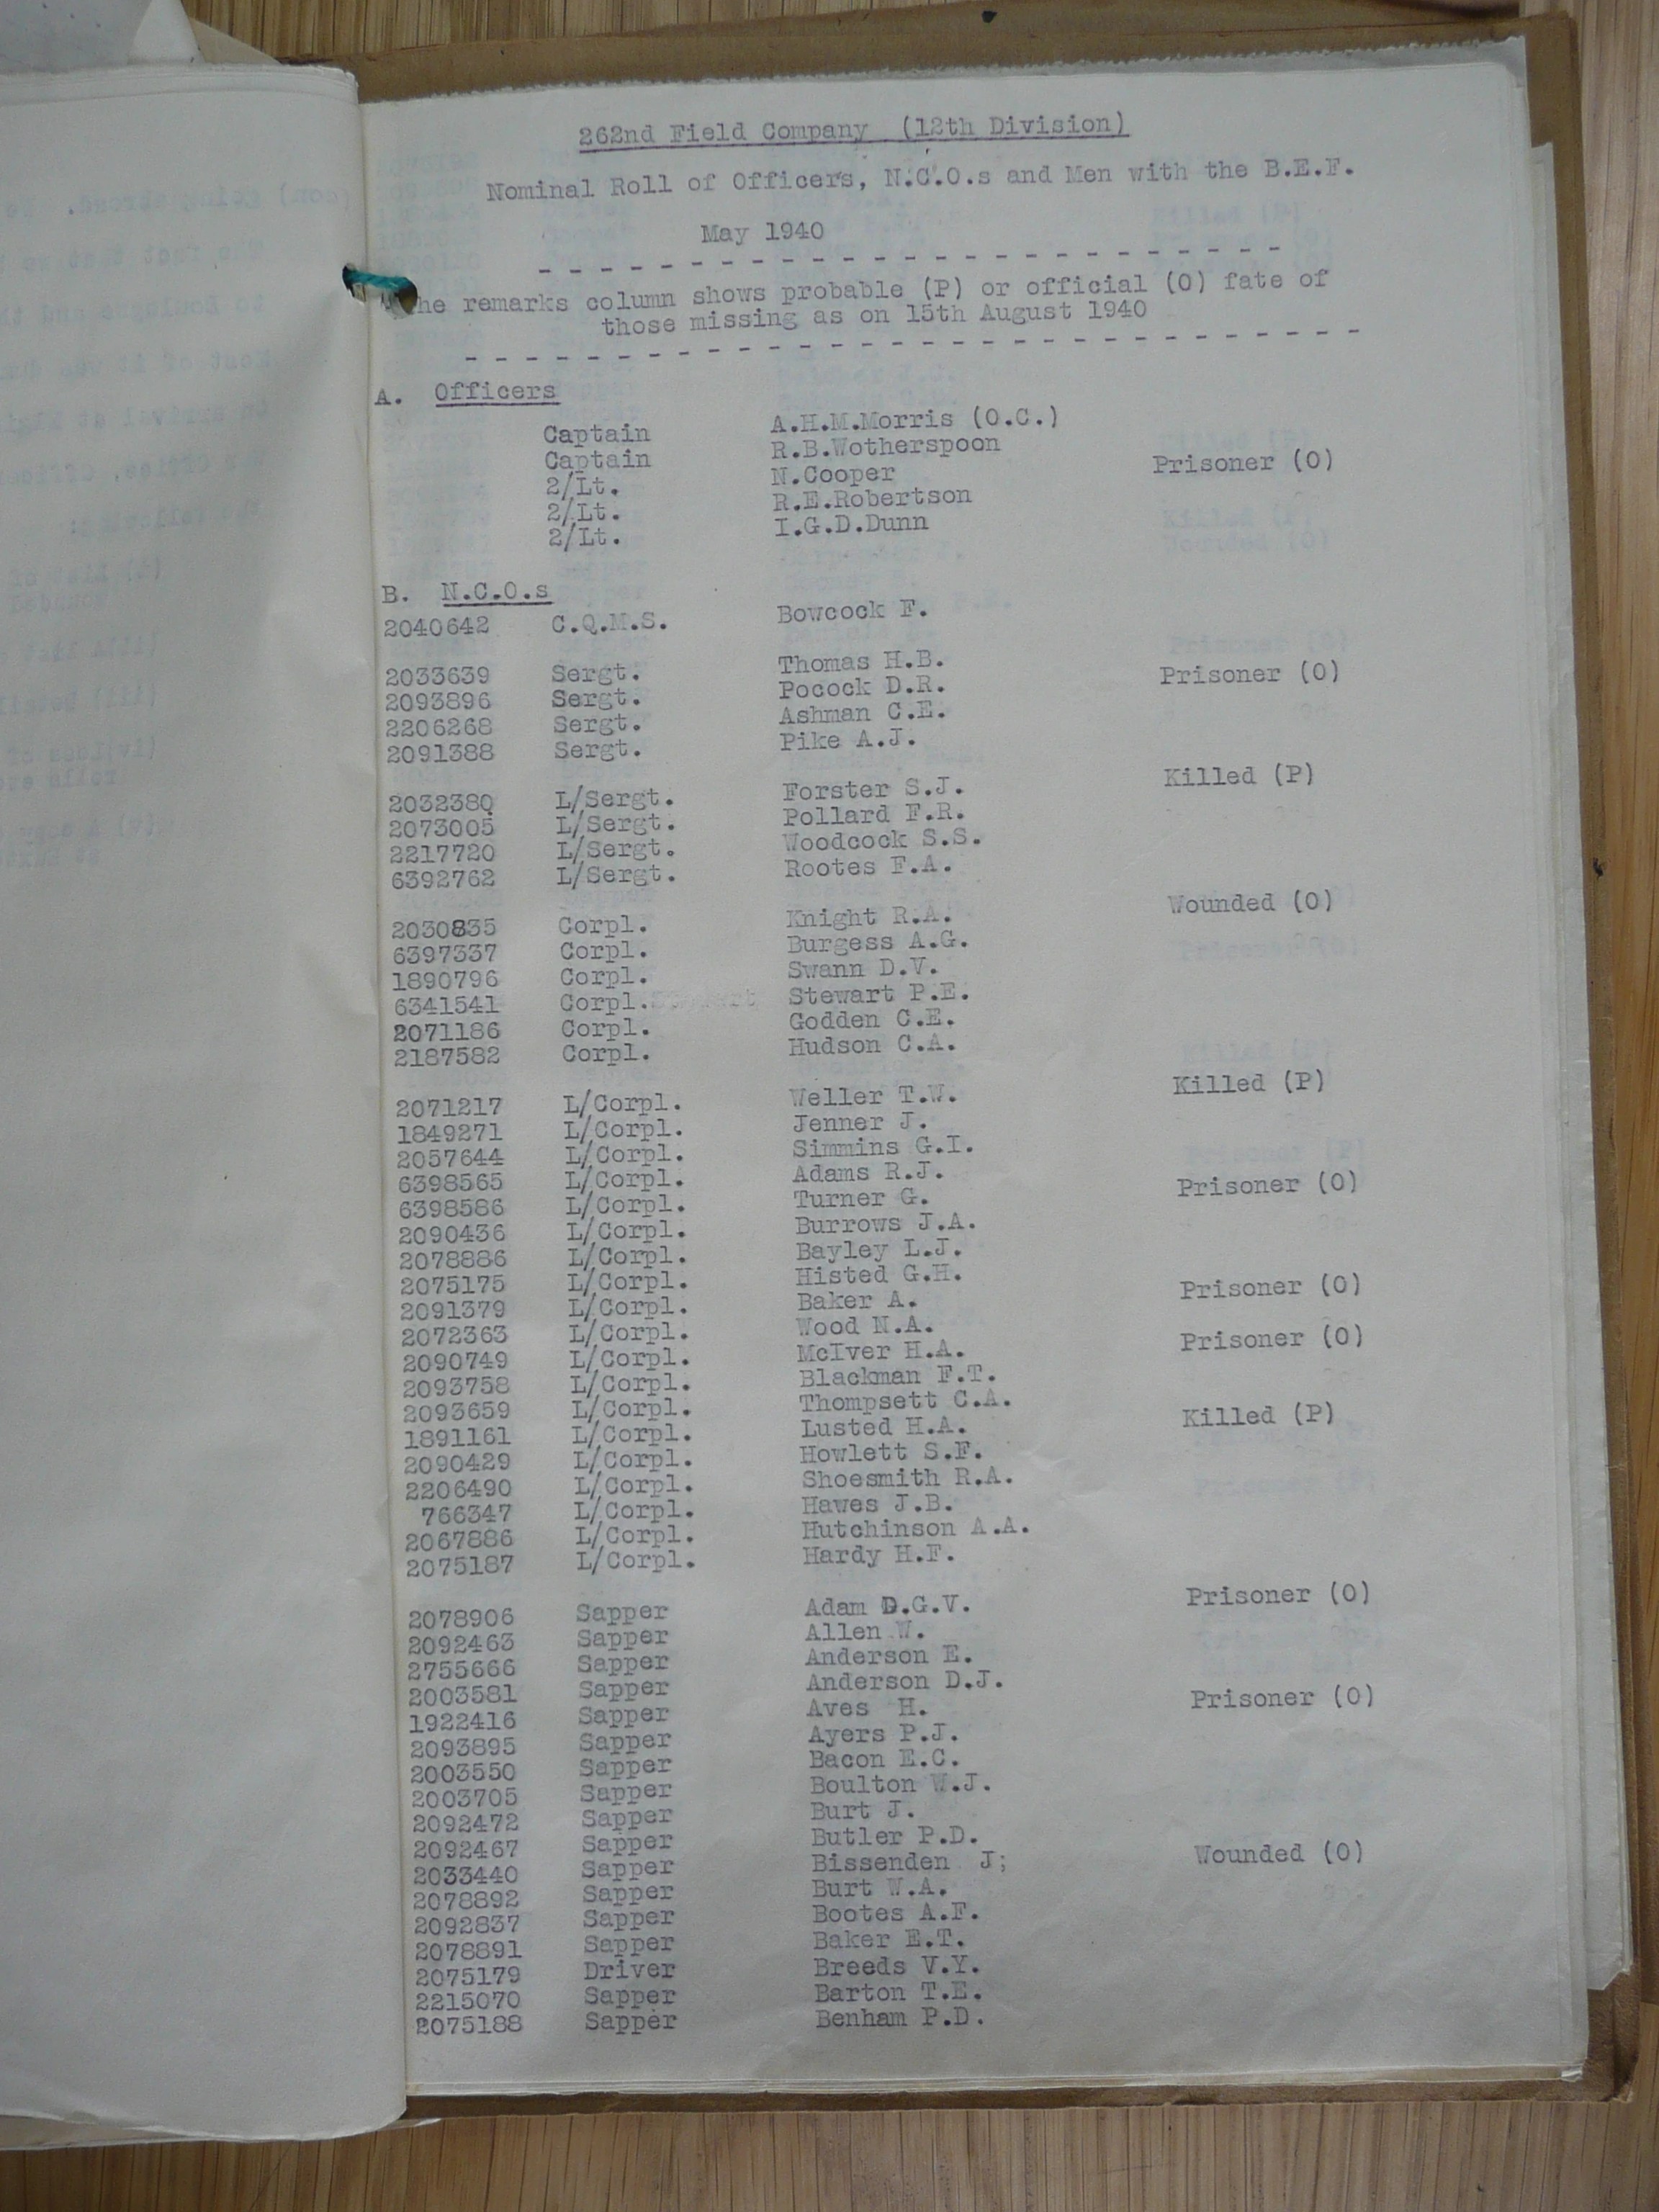 262nd Field Company (12th Division)
Nominal Roll of Officers, N.C.O.s and Men with the B.E.F.
May 1940
- - - - - - - - - - - - - - - - - - - - - - - - -
he remarks column shows probable (P) or official (O) fate of
those missing as on 15th August 1940
- - - - - - - - - - - - - - - - - - - - - - - - - - - - - -
A. Officers
Captain A.H.M.Morris (O.C.)
Captain R.B.Wotherspoon
2/Lt. N.Cooper Prisoner (O)
2/Lt. R.E.Robertson
2/Lt. I.G.D.Dunn
B. N.C.O.s
2040642 C.Q.M.S. Bowcock F.
2033639 Sergt. Thomas H.B.
2093896 Sergt. Pocock D.R. Prisoner (O)
2206268 Sergt. Ashman C.E.
2091388 Sergt. Pike A.J.
2032380 L/Sergt. Forster S.J. Killed (P)
2073005 L/Sergt. Pollard F.R.
2217720 L/Sergt. Woodcock S.S.
6392762 L/Sergt. Rootes F.A.
2030835 Corpl. Knight R.A. Wounded (O)
6397337 Corpl. Burgess A.G.
1890796 Corpl. Swann D.V.
6341541 Corpl. Stewart P.E.
2071186 Corpl. Godden C.E.
2187582 Corpl. Hudson C.A.
2071217 L/Corpl. Weller T.W. Killed (P)
1849271 L/Corpl. Jenner J.
2057644 L/Corpl. Simmins G.I.
6398565 L/Corpl. Adams R.J.
6398586 L/Corpl. Turner G. Prisoner (O)
2090436 L/Corpl. Burrows J.A.
2078886 L/Corpl. Bayley L.J.
2075175 L/Corpl. Histed G.H.
2091379 L/Corpl. Baker A. Prisoner (O)
2072363 L/Corpl. Wood N.A.
2090749 L/Corpl. McIver H.A. Prisoner (O)
2093758 L/Corpl. Blackman F.T.
2093659 L/Corpl. Thompsett C.A.
1891161 L/Corpl. Lusted H.A. Killed (P)
2090429 L/Corpl. Howlett S.F.
2206490 L/Corpl. Shoesmith R.A.
766347 L/Corpl. Hawes J.B.
2067886 L/Corpl. Hutchinson A.A.
2075187 L/Corpl. Hardy H.F.
2078906 Sapper Adam D.G.V. Prisoner (O)
2092463 Sapper Allen W.
2755666 Sapper Anderson E.
2003581 Sapper Anderson D.J.
1922416 Sapper Aves H. Prisoner (O)
2093895 Sapper Ayers P.J.
2003550 Sapper Bacon E.C.
2003705 Sapper Boulton W.J.
2092472 Sapper Burt J.
2092467 Sapper Butler P.D.
2033440 Sapper Bissenden J; Wounded (O)
2078892 Sapper Burt W.A.
2092837 Sapper Bootes A.F.
2078891 Sapper Baker E.T.
2075179 Driver Breeds V.Y.
2215070 Sapper Barton T.E.
2075188 Sapper Benham P.D.